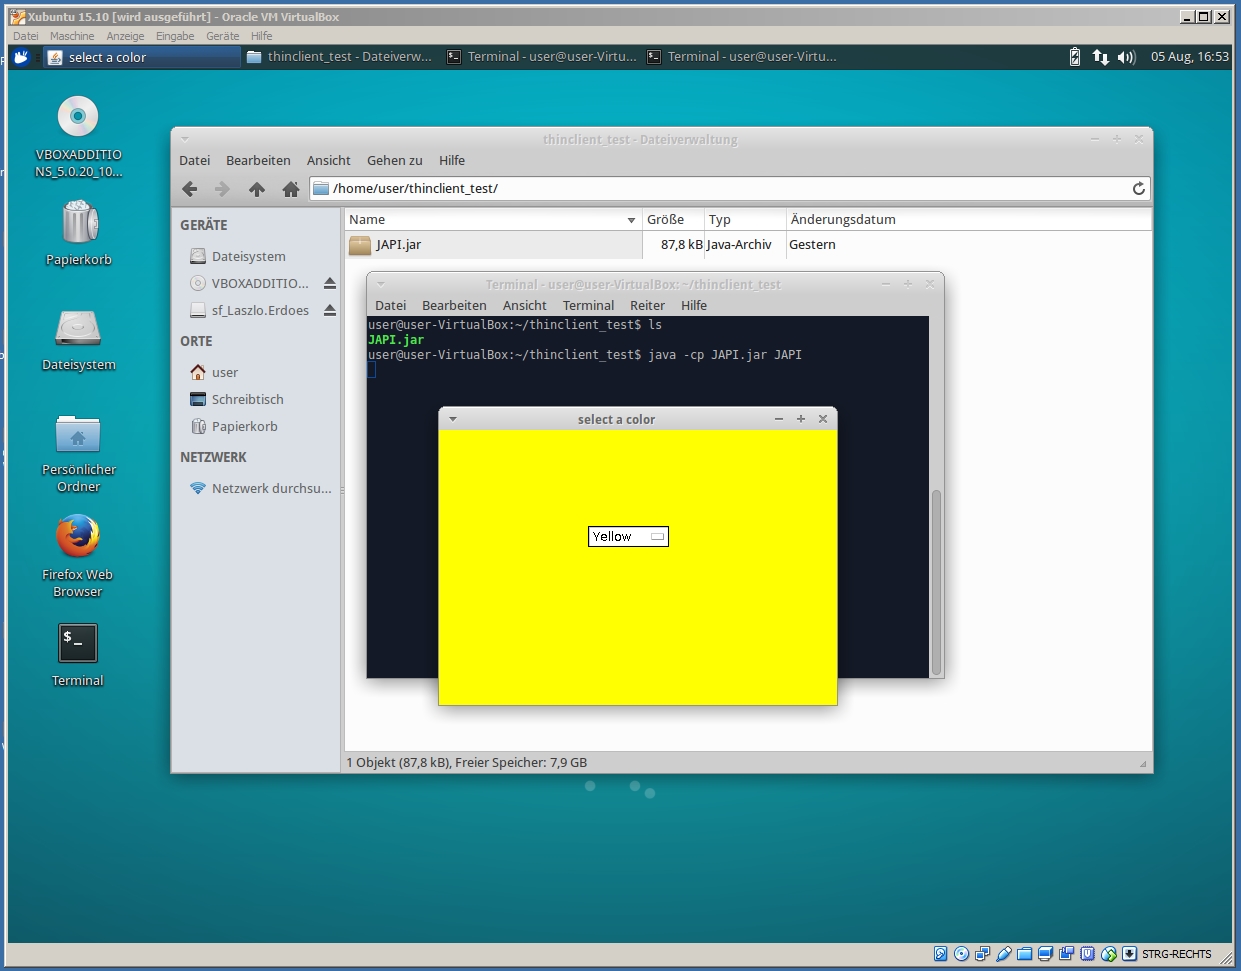 Xubuntu 15.10 [wird ausgeführt] - Oracle VM VirtualBox
Datei Maschine Anzeige Eingabe Geräte Hilfe
select a color thinclient_test - Dateiverw... Terminal - user@user-Virtu... Terminal - user@user-Virtu... 05 Aug, 16:53
VBOXADDITIO
NS_5.0.20_10...
Papierkorb
Dateisystem
Persönlicher
Ordner
Firefox Web
Browser
$_
Terminal
thinclient_test - Dateiverwaltung
Datei Bearbeiten Ansicht Gehen zu Hilfe
/home/user/thinclient_test/
GERÄTE
Dateisystem
VBOXADDITIO...
sf_Laszlo.Erdoes
ORTE
user
Schreibtisch
Papierkorb
NETZWERK
Netzwerk durchsu...
Name Größe Typ Änderungsdatum
JAPI.jar 87,8 kB Java-Archiv Gestern
Terminal - user@user-VirtualBox: ~/thinclient_test
Datei Bearbeiten Ansicht Terminal Reiter Hilfe
user@user-VirtualBox:~/thinclient_test$ ls
JAPI.jar
user@user-VirtualBox:~/thinclient_test$ java -cp JAPI.jar JAPI
select a color
Yellow
1 Objekt (87,8 kB), Freier Speicher: 7,9 GB
STRG-RECHTS